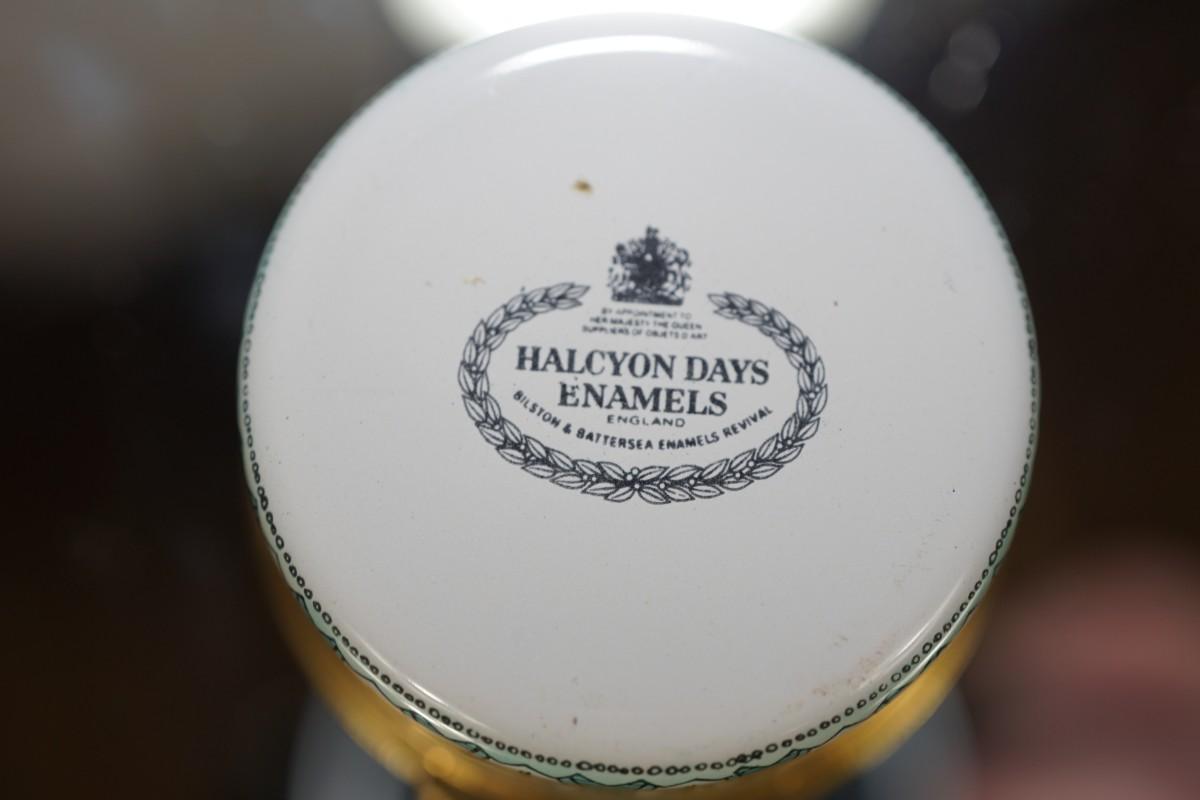 BY APPOINTMENT TO
HER MAJESTY THE QUEEN
SUPPLIERS OF OBJETS D'ART
HALCYON DAYS
ENAMELS
ENGLAND
BILSTON & BATTERSEA ENAMELS REVIVAL